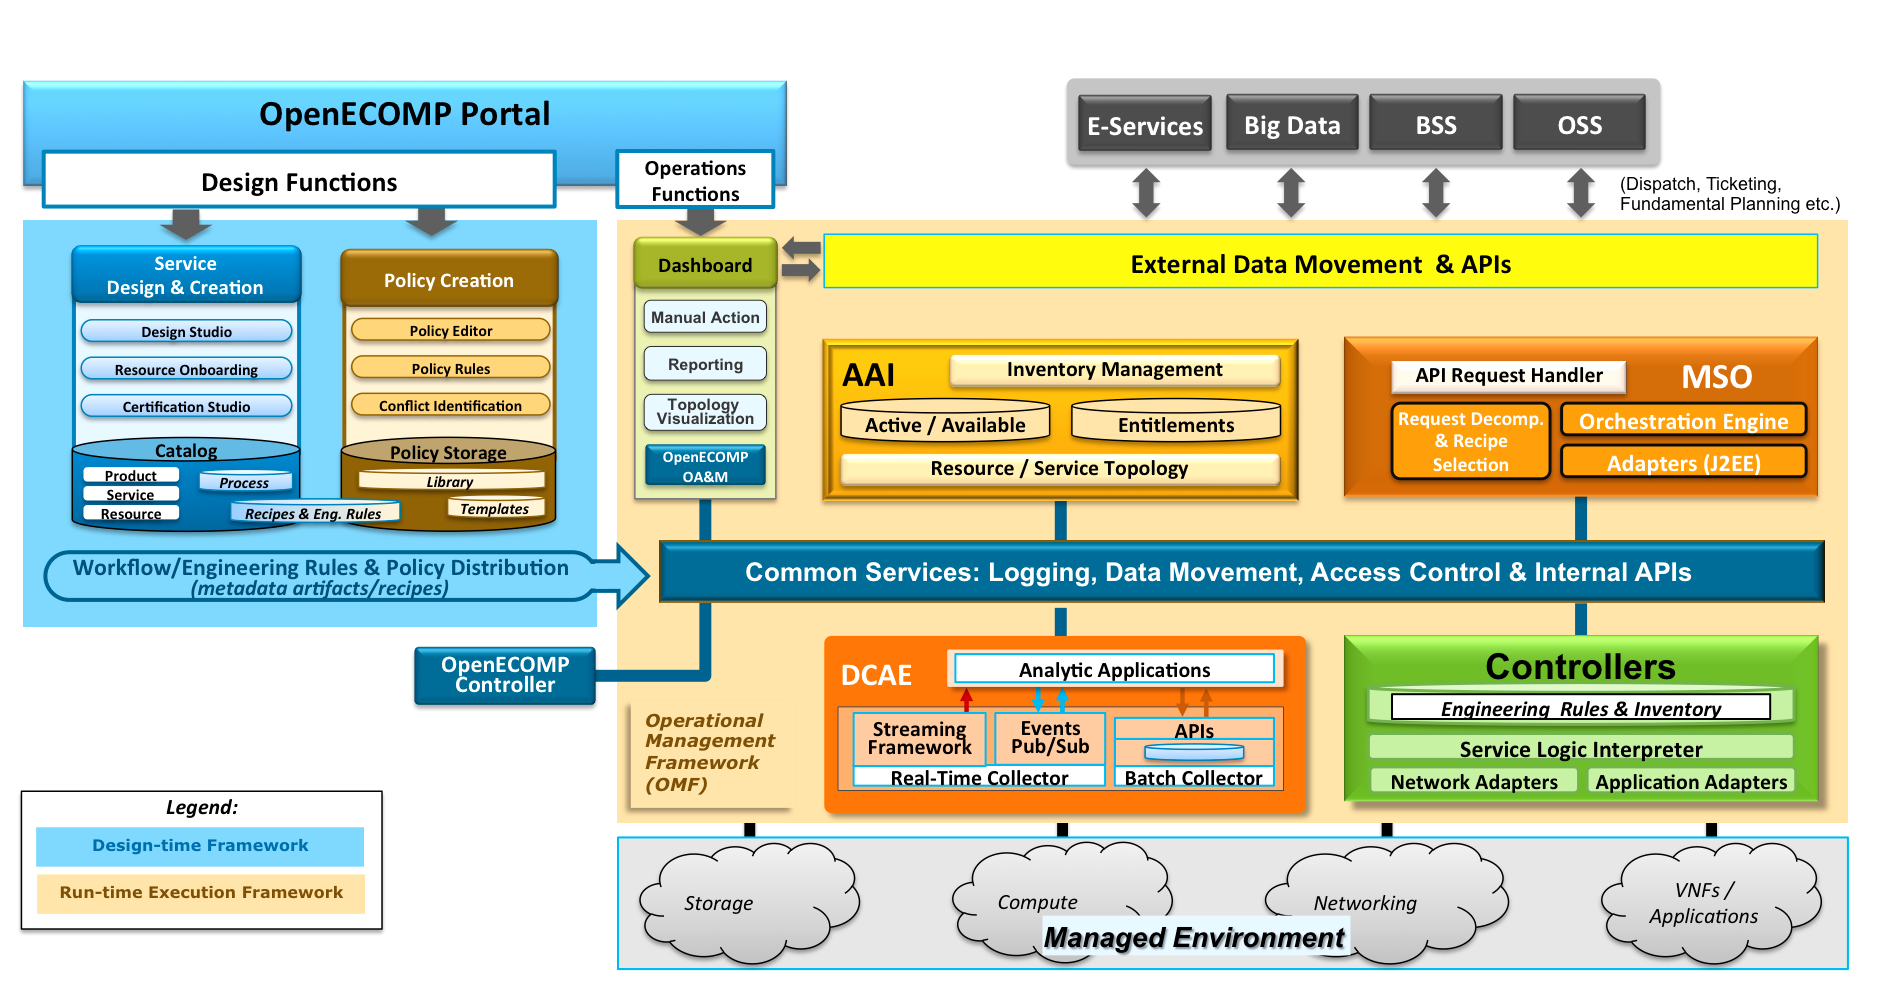 OpenECOMP Portal
Design Functions
Operations
Functions
E-Services
Big Data
BSS
OSS
(Dispatch, Ticketing,
Fundamental Planning etc.)
Service
Design & Creation
Design Studio
Resource Onboarding
Certification Studio
Catalog
Product
Service
Resource
Process
Recipes & Eng. Rules
Policy Creation
Policy Editor
Policy Rules
Conflict Identification
Policy Storage
Library
Templates
Workflow/Engineering Rules & Policy Distribution
(metadata artifacts/recipes)
Dashboard
Manual Action
Reporting
Topology
Visualization
OpenECOMP
OA&M
External Data Movement & APIs
AAI
Inventory Management
Active / Available
Entitlements
Resource / Service Topology
API Request Handler
MSO
Request Decomp.
& Recipe
Selection
Orchestration Engine
Adapters (J2EE)
Common Services: Logging, Data Movement, Access Control & Internal APIs
OpenECOMP
Controller
Operational
Management
Framework
(OMF)
DCAE
Analytic Applications
Streaming
Framework
Events
Pub/Sub
APIs
Real-Time Collector
Batch Collector
Controllers
Engineering Rules & Inventory
Service Logic Interpreter
Network Adapters
Application Adapters
Legend:
Design-time Framework
Run-time Execution Framework
Storage
Compute
Networking
VNFs /
Applications
Managed Environment